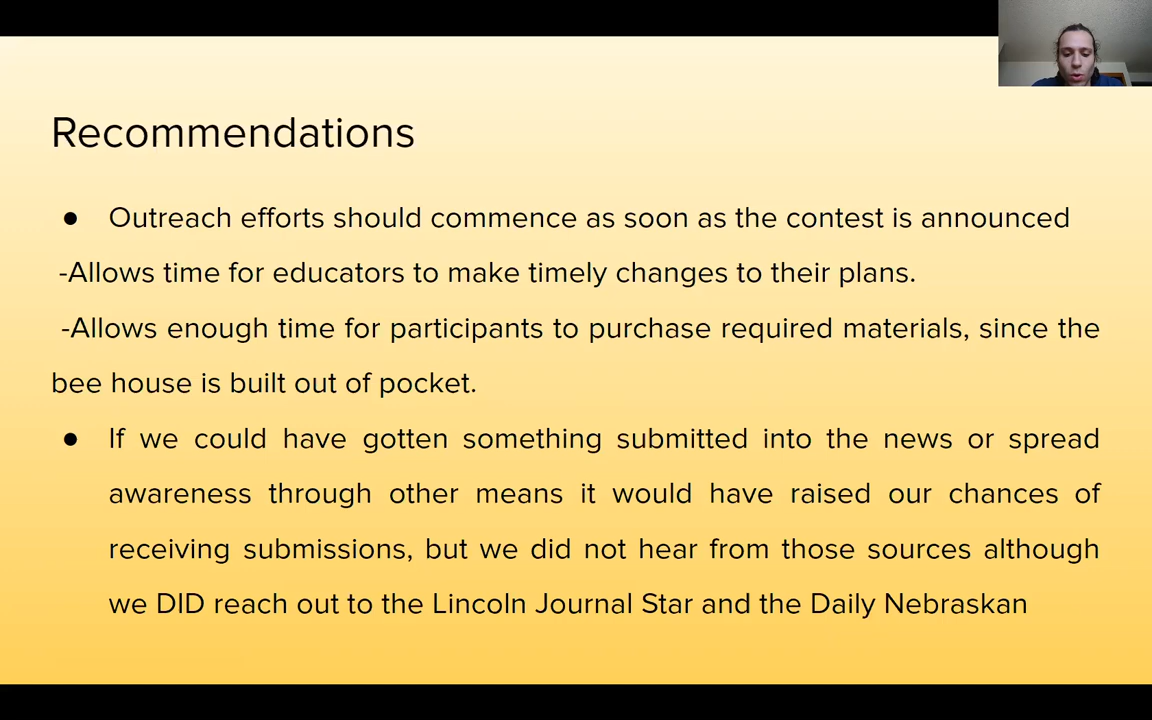 Recommendations
● Outreach efforts should commence as soon as the contest is announced
-Allows time for educators to make timely changes to their plans.
-Allows enough time for participants to purchase required materials, since the
bee house is built out of pocket.
● If we could have gotten something submitted into the news or spread
awareness through other means it would have raised our chances of
receiving submissions, but we did not hear from those sources although
we DID reach out to the Lincoln Journal Star and the Daily Nebraskan